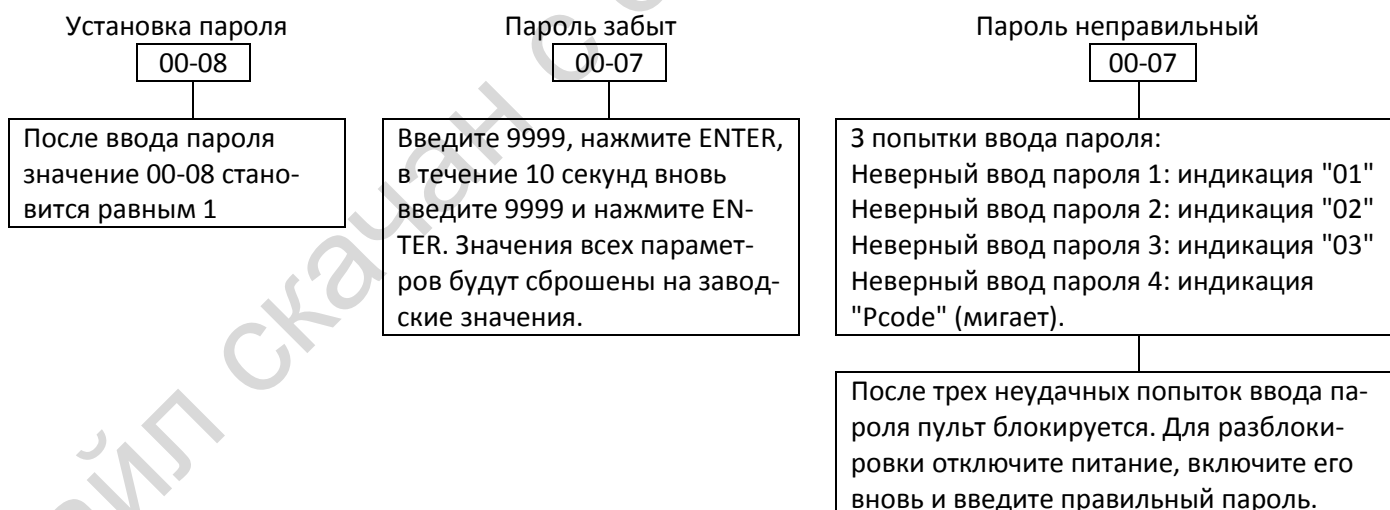 Установка пароля
00-08
После ввода пароля
значение 00-08 стано-
вится равным 1
Пароль забыт
00-07
Введите 9999, нажмите ENTER,
в течение 10 секунд вновь
введите 9999 и нажмите EN-
TER. Значения всех парамет-
ров будут сброшены на завод-
ские значения.
Пароль неправильный
00-07
3 попытки ввода пароля:
Неверный ввод пароля 1: индикация "01"
Неверный ввод пароля 2: индикация "02"
Неверный ввод пароля 3: индикация "03"
Неверный ввод пароля 4: индикация
"Pcode" (мигает).
После трех неудачных попыток ввода па-
роля пульт блокируется. Для разблоки-
ровки отключите питание, включите его
вновь и введите правильный пароль.
скачан с